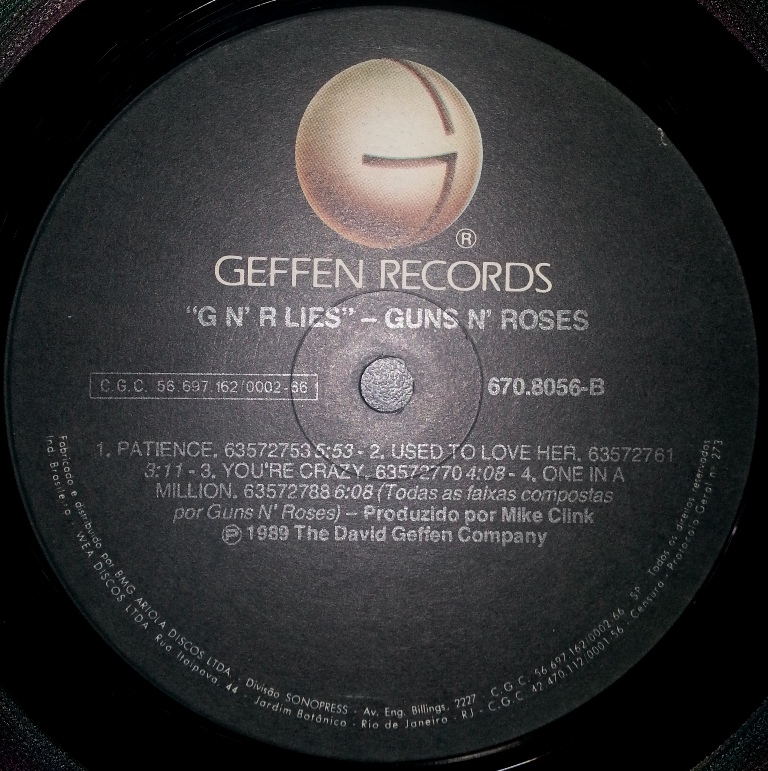 ®
GEFFEN RECORDS
"G N' R LIES" – GUNS N' ROSES
C.G.C. 56.697.162/0002-66
670.8056-B
1. PATIENCE. 63572753 5:53 - 2. USED TO LOVE HER. 63572761
3:11 - 3. YOU'RE CRAZY. 63572770 4:08 - 4. ONE IN A
MILLION. 63572788 6:08 (Todas as faixas compostas
por Guns N' Roses) – Produzido por Mike Clink
℗ 1989 The David Geffen Company
Fabricado e distribuído por BMG ARIOLA DISCOS LTDA - Divisão SONOPRESS - Av. Eng. Billings, 2227 - C.G.C. 56.697.162/0002-66 SP - Todos os direitos reservados
Ind. Brasileira - WEA DISCOS LTDA Rua Itaipava, 44 - Jardim Botânico - Rio de Janeiro - RJ - C.G.C. 42.470.112/0001-56 Censura - Protocolo Geral nº 273